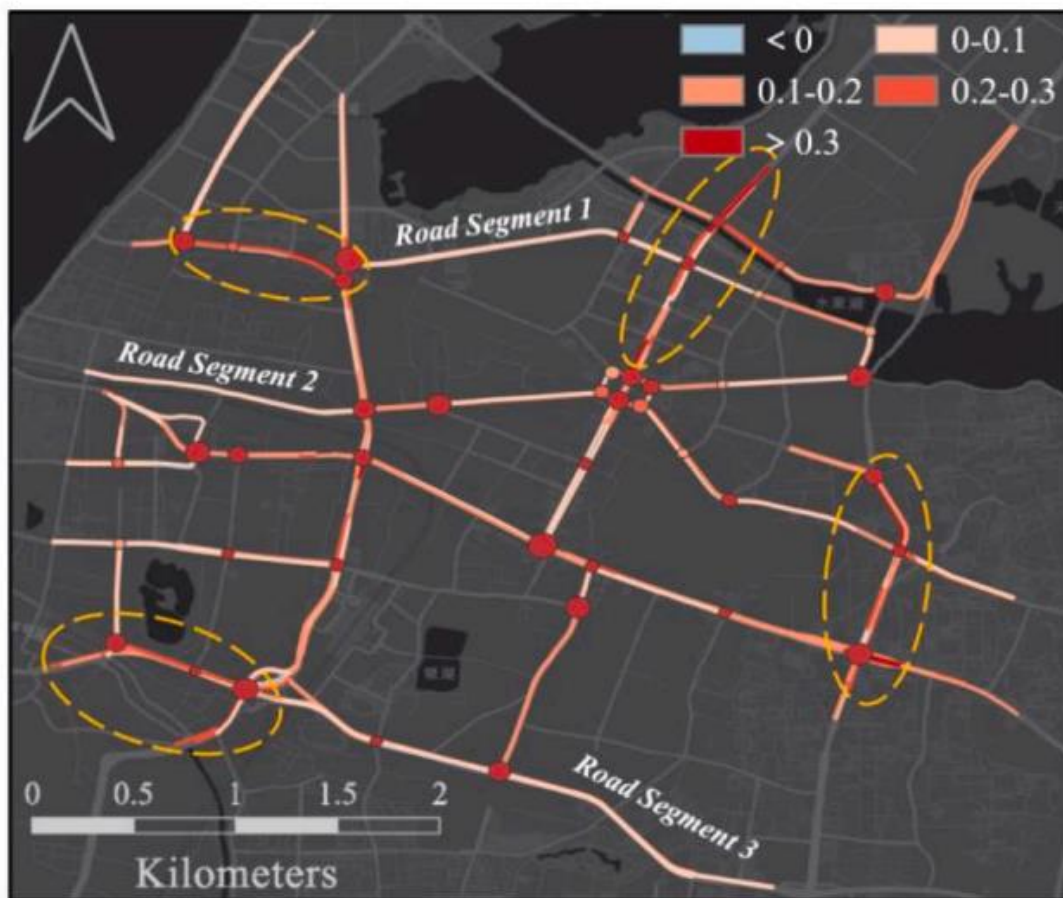 < 0
0-0.1
0.1-0.2
0.2-0.3
> 0.3
Road Segment 1
Road Segment 2
Road Segment 3
0 0.5 1 1.5 2
Kilometers